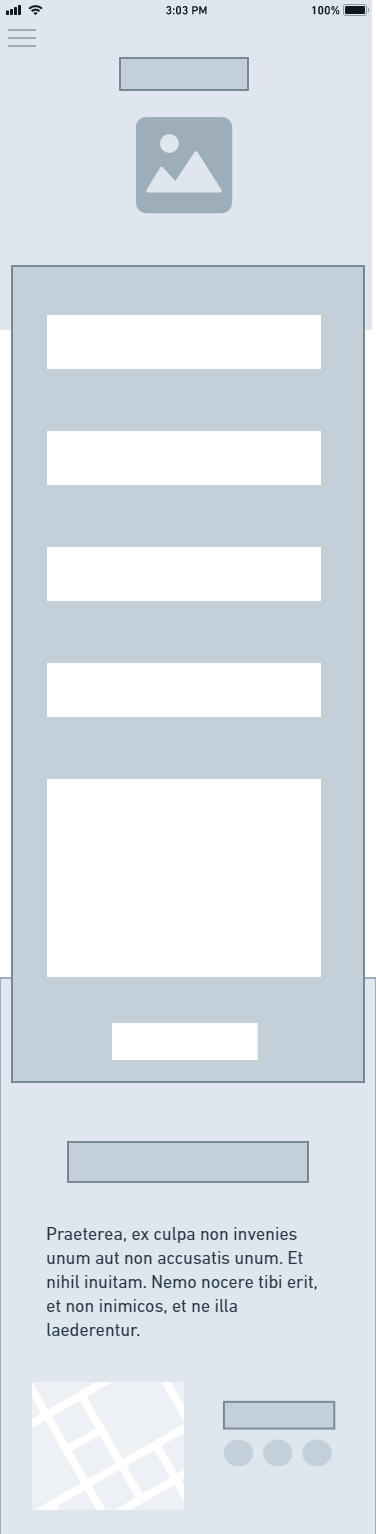 3:03 PM
100%
Praeterea, ex culpa non invenies
unum aut non accusatis unum. Et
nihil inuitam. Nemo nocere tibi erit,
et non inimicos, et ne illa
laederentur.